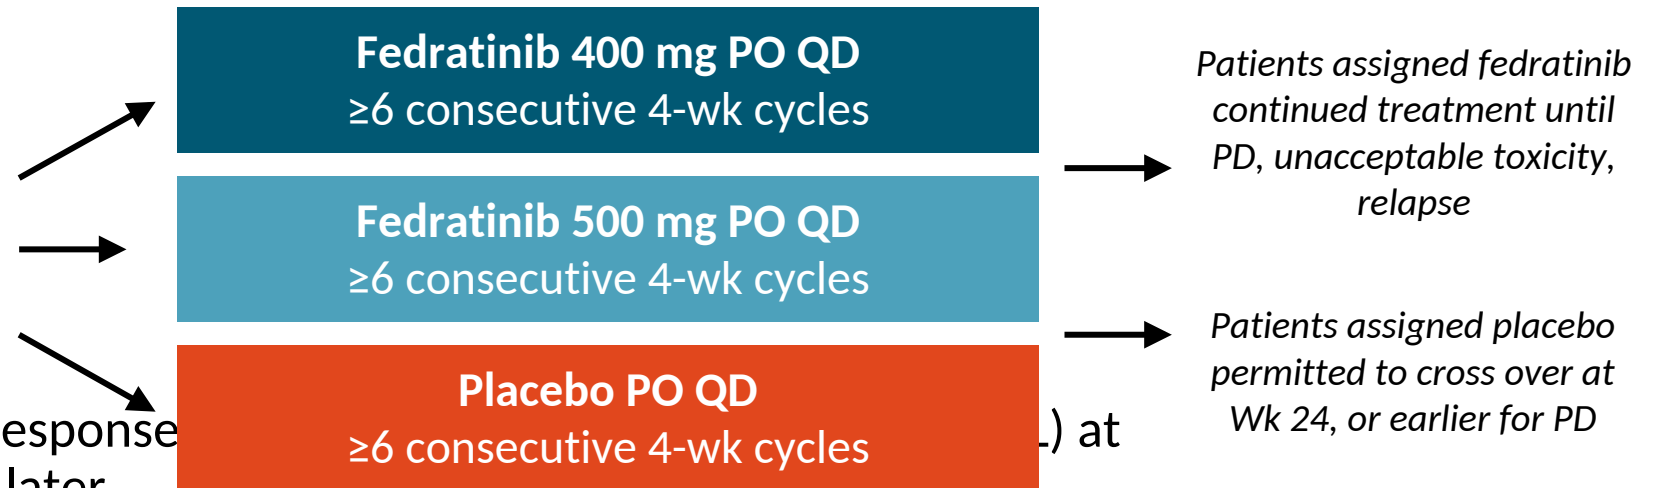 Fedratinib 400 mg PO QD
≥6 consecutive 4-wk cycles
Fedratinib 500 mg PO QD
≥6 consecutive 4-wk cycles
Placebo PO QD
≥6 consecutive 4-wk cycles
Patients assigned fedratinib
continued treatment until
PD, unacceptable toxicity,
relapse
Patients assigned placebo
permitted to cross over at
Wk 24, or earlier for PD
esponse
) at
later